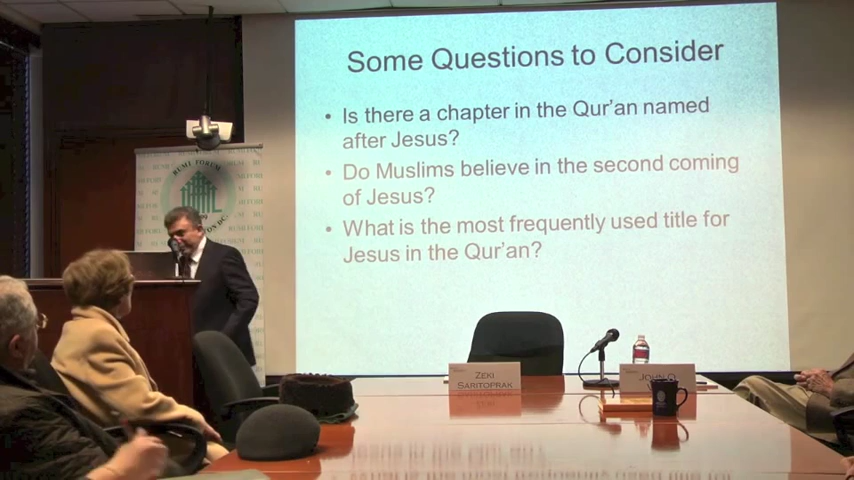 Some Questions to Consider
• Is there a chapter in the Qur'an named
after Jesus?
• Do Muslims believe in the second coming
of Jesus?
• What is the most frequently used title for
Jesus in the Qur'an?
RUMI FORUM
ZEKI
SARITOPRAK
JOHN O.